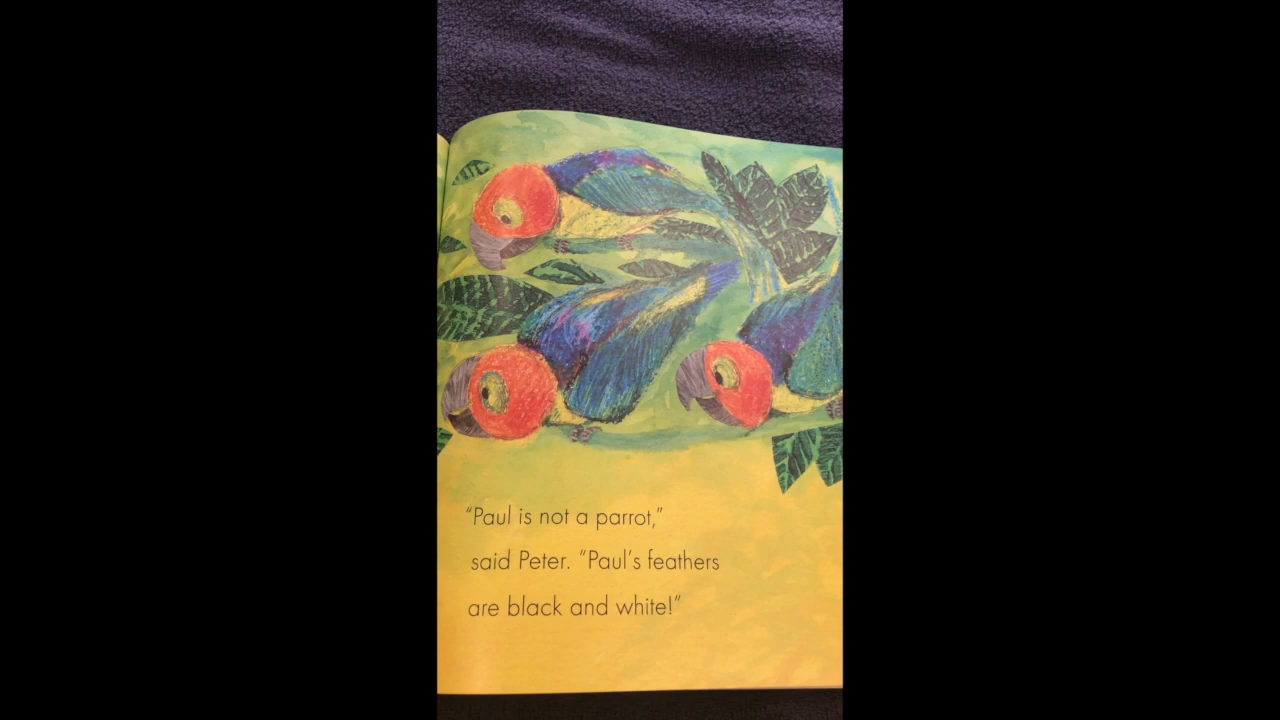 “Paul is not a parrot,”
said Peter. “Paul’s feathers
are black and white!”